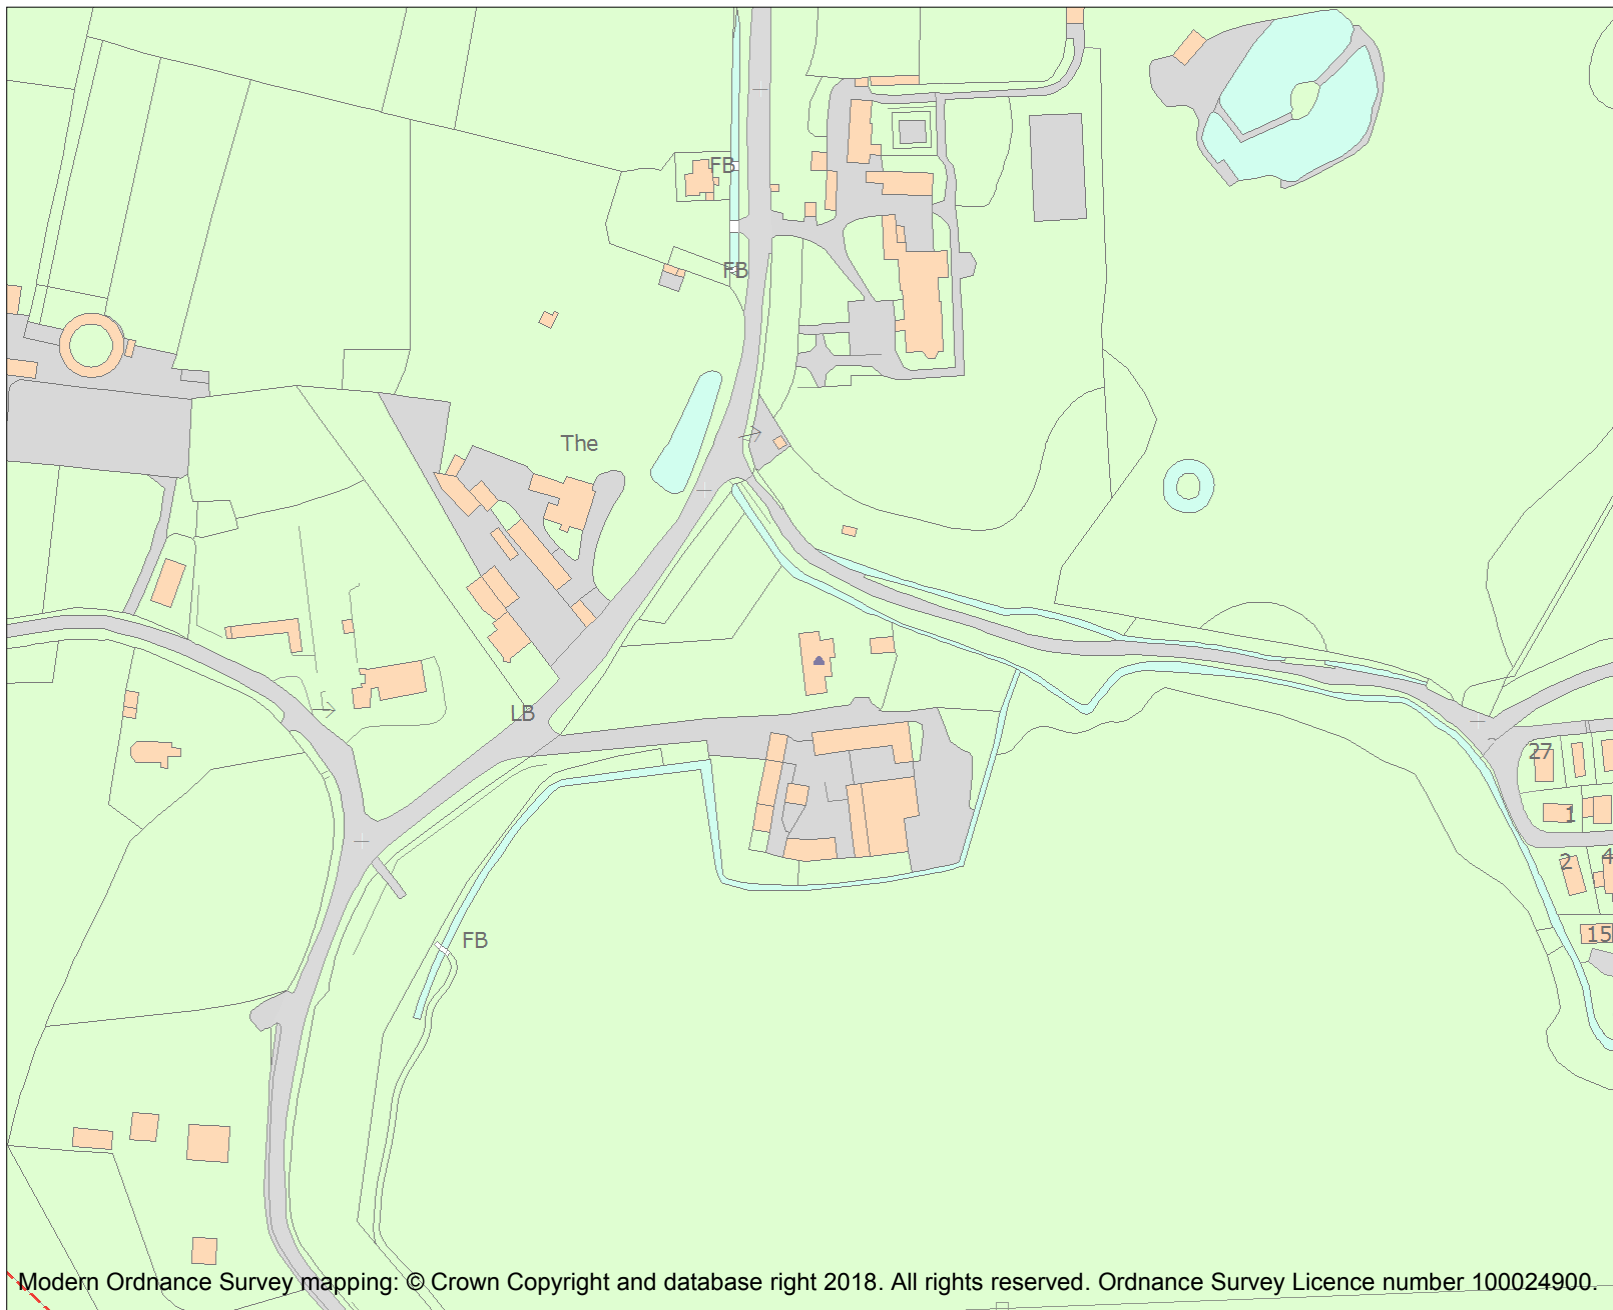 FB
FB
The
LB
27
1
2
4
FB
15
Modern Ordnance Survey mapping: © Crown Copyright and database right 2018. All rights reserved. Ordnance Survey Licence number 100024900.